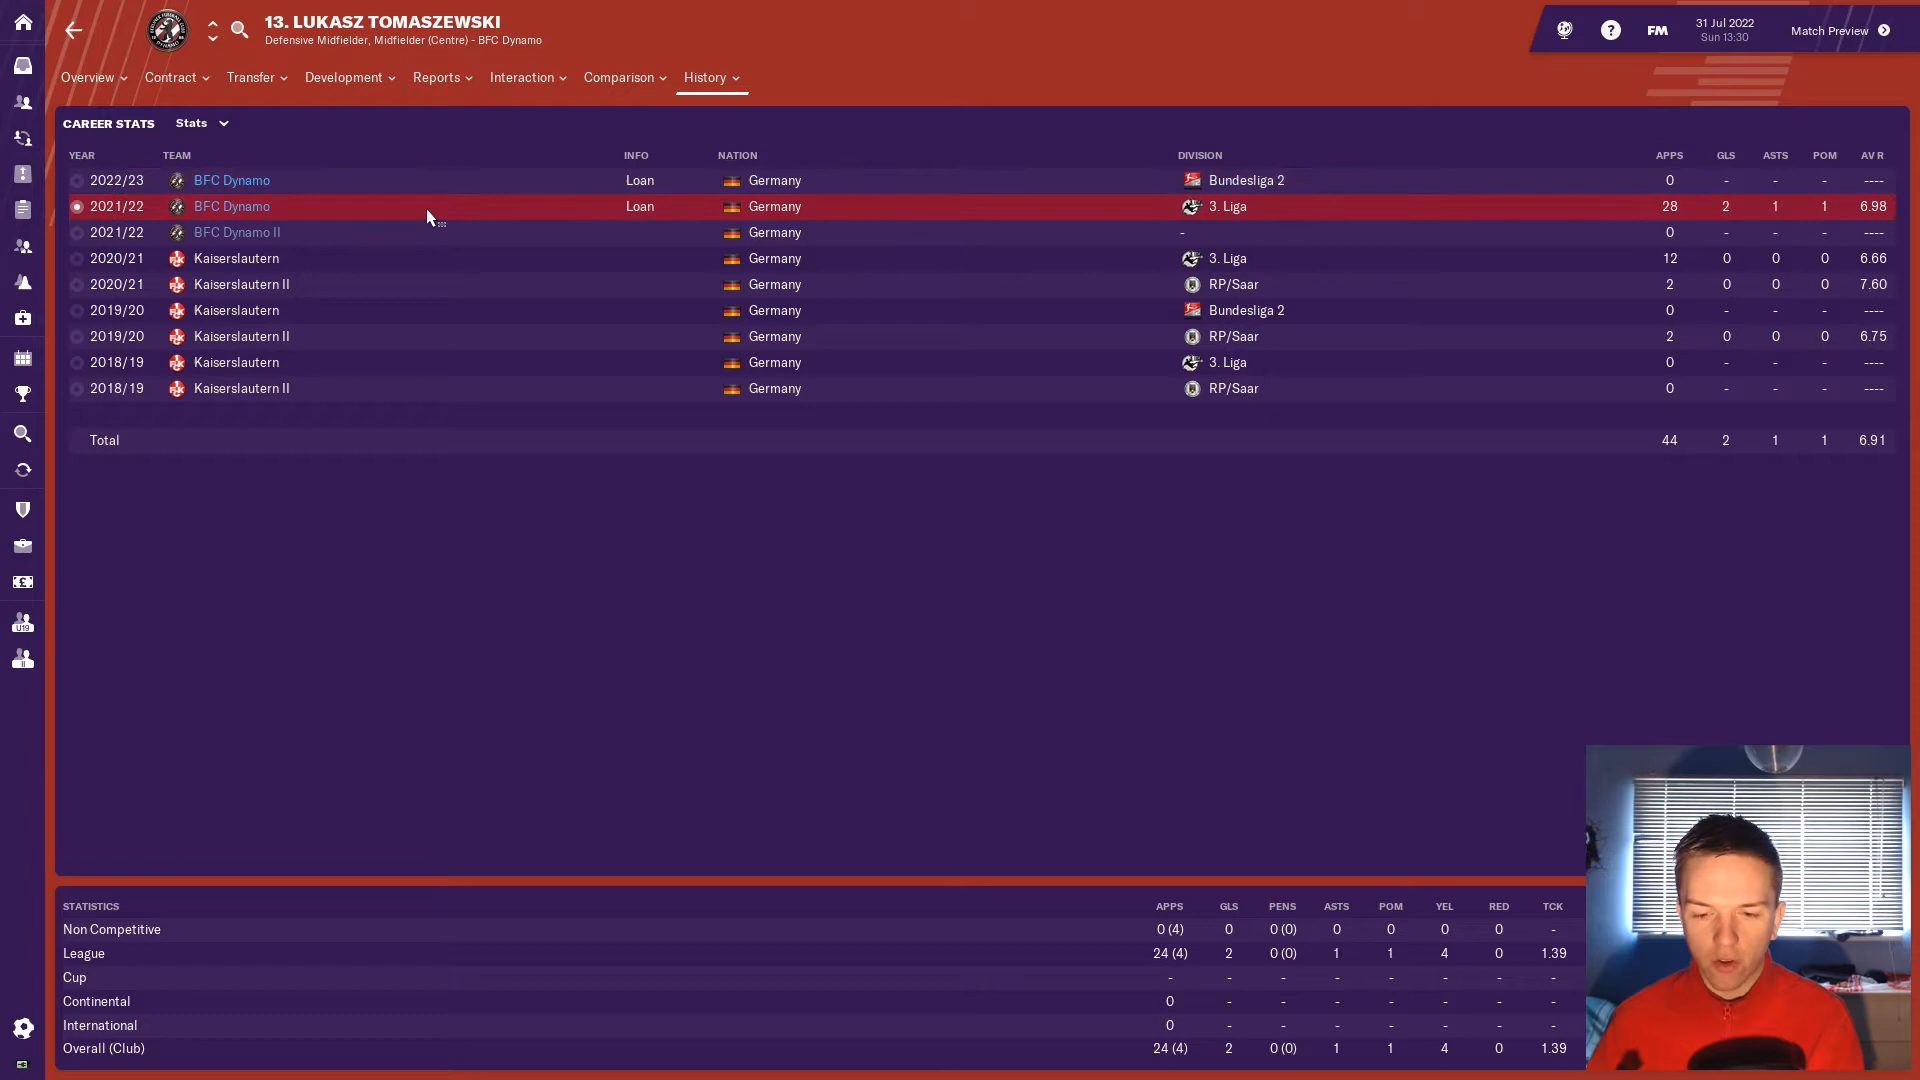 13. LUKASZ TOMASZEWSKI
Defensive Midfielder, Midfielder (Centre) - BFC Dynamo
31 Jul 2022
Sun 13:30
FM
Match Preview
Overview Contract Transfer Development Reports Interaction Comparison History
CAREER STATS Stats
YEAR TEAM INFO NATION DIVISION APPS GLS ASTS POM AV R
2022/23 BFC Dynamo Loan Germany Bundesliga 2 0 - - - ----
2021/22 BFC Dynamo Loan Germany 3. Liga 28 2 1 1 6.98
2021/22 BFC Dynamo II Germany - 0 - - - ----
2020/21 Kaiserslautern Germany 3. Liga 12 0 0 0 6.66
2020/21 Kaiserslautern II Germany RP/Saar 2 0 0 0 7.60
2019/20 Kaiserslautern Germany Bundesliga 2 0 - - - ----
2019/20 Kaiserslautern II Germany RP/Saar 2 0 0 0 6.75
2018/19 Kaiserslautern Germany 3. Liga 0 - - - ----
2018/19 Kaiserslautern II Germany RP/Saar 0 - - - ----
Total 44 2 1 1 6.91
U19
II
STATISTICS APPS GLS PENS ASTS POM YEL RED TCK
Non Competitive 0 (4) 0 0 (0) 0 0 0 0 -
League 24 (4) 2 0 (0) 1 1 4 0 1.39
Cup - - - - - - - -
Continental 0 - - - - - - -
International 0 - - - - - - -
Overall (Club) 24 (4) 2 0 (0) 1 1 4 0 1.39